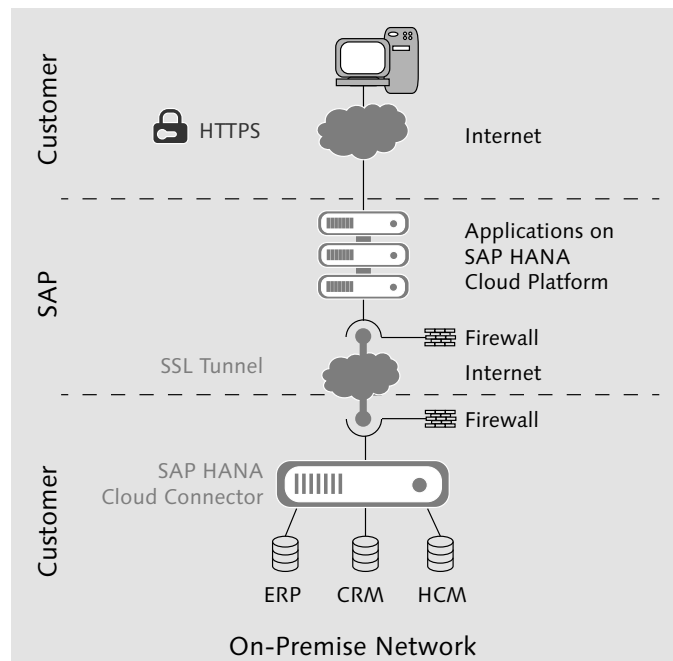 Customer
HTTPS
Internet
SAP
Applications on
SAP HANA
Cloud Platform
Firewall
SSL Tunnel
Internet
Firewall
Customer
SAP HANA
Cloud Connector
ERP
CRM
HCM
On-Premise Network